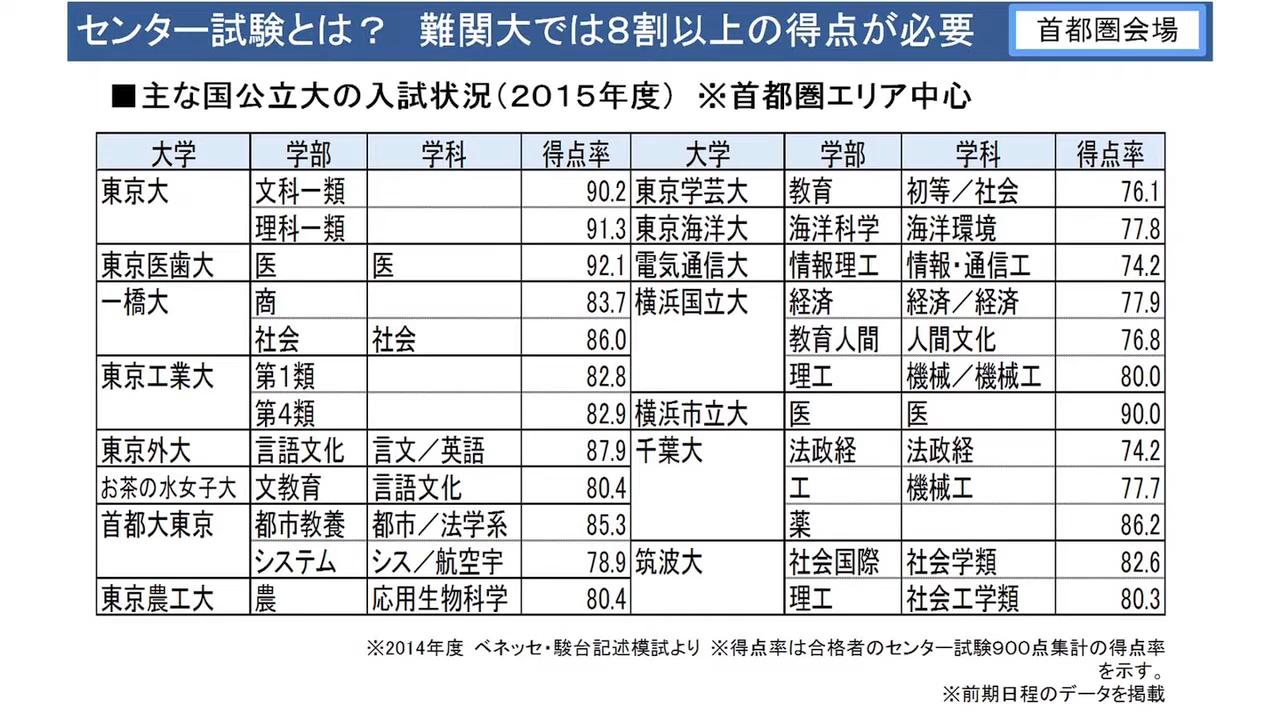 センター試験とは？　難関大では８割以上の得点が必要
首都圏会場
■主な国公立大の入試状況（２０１５年度）　※首都圏エリア中心
大学 学部 学科 得点率 大学 学部 学科 得点率
東京大 文科一類 90.2 東京学芸大 教育 初等／社会 76.1
理科一類 91.3 東京海洋大 海洋科学 海洋環境 77.8
東京医歯大 医 医 92.1 電気通信大 情報理工 情報・通信工 74.2
一橋大 商 83.7 横浜国立大 経済 経済／経済 77.9
社会 社会 86.0 教育人間 人間文化 76.8
東京工業大 第1類 82.8 理工 機械／機械工 80.0
第4類 82.9 横浜市立大 医 医 90.0
東京外大 言語文化 言文／英語 87.9 千葉大 法政経 法政経 74.2
お茶の水女子大 文教育 言語文化 80.4 工 機械工 77.7
首都大東京 都市教養 都市／法学系 85.3 薬 86.2
システム シス／航空宇 78.9 筑波大 社会国際 社会学類 82.6
東京農工大 農 応用生物科学 80.4 理工 社会工学類 80.3
※2014年度 ベネッセ・駿台記述模試より ※得点率は合格者のセンター試験９００点集計の得点率
を示す。
※前期日程のデータを掲載